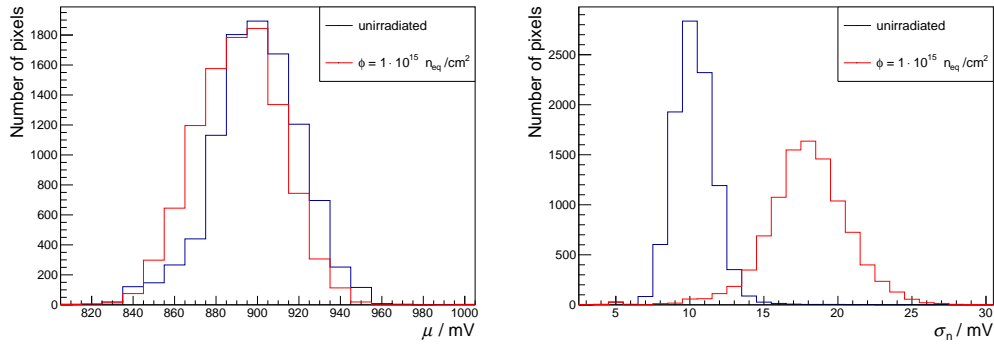 Number of pixels
1800
1600
1400
1200
1000
800
600
400
200
0
820 840 860 880 900 920 940 960 980 1000
μ / mV
unirradiated
ϕ = 1 · 10¹⁵ n_eq /cm²
Number of pixels
2500
2000
1500
1000
500
0
5 10 15 20 25 30
σ_n / mV
unirradiated
ϕ = 1 · 10¹⁵ n_eq /cm²